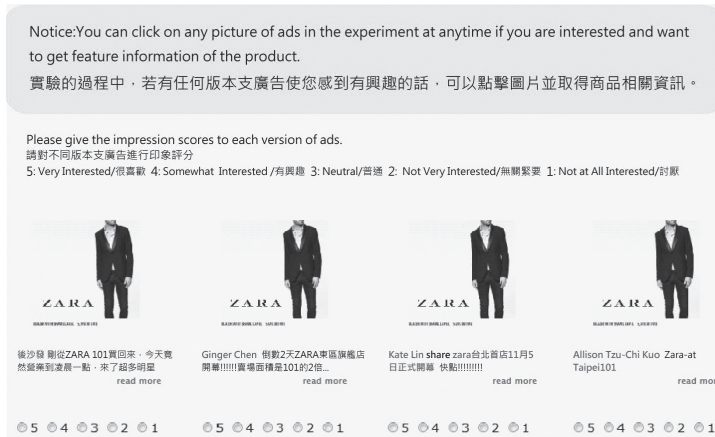 Notice:You can click on any picture of ads in the experiment at anytime if you are interested and want
to get feature information of the product.
實驗的過程中，若有任何版本支廣告使您感到有興趣的話，可以點擊圖片並取得商品相關資訊。
Please give the impression scores to each version of ads.
請對不同版本支廣告進行印象評分
5: Very Interested/很喜歡 4: Somewhat Interested /有興趣 3: Neutral/普通 2: Not Very Interested/無關緊要 1: Not at All Interested/討厭
ZARA
後沙發 剛從ZARA 101買回來，今天竟
然營業到凌晨一點，來了超多明星
read more
5 4 3 2 1
ZARA
Ginger Chen 倒數2天ZARA東區旗艦店
開幕!!!!!!賣場面積是101的2倍...
read more
5 4 3 2 1
ZARA
Kate Lin share zara台北首店11月5
日正式開幕 快點!!!!!!!!!
read more
5 4 3 2 1
ZARA
Allison Tzu-Chi Kuo Zara-at
Taipei101
read mor
5 4 3 2 1